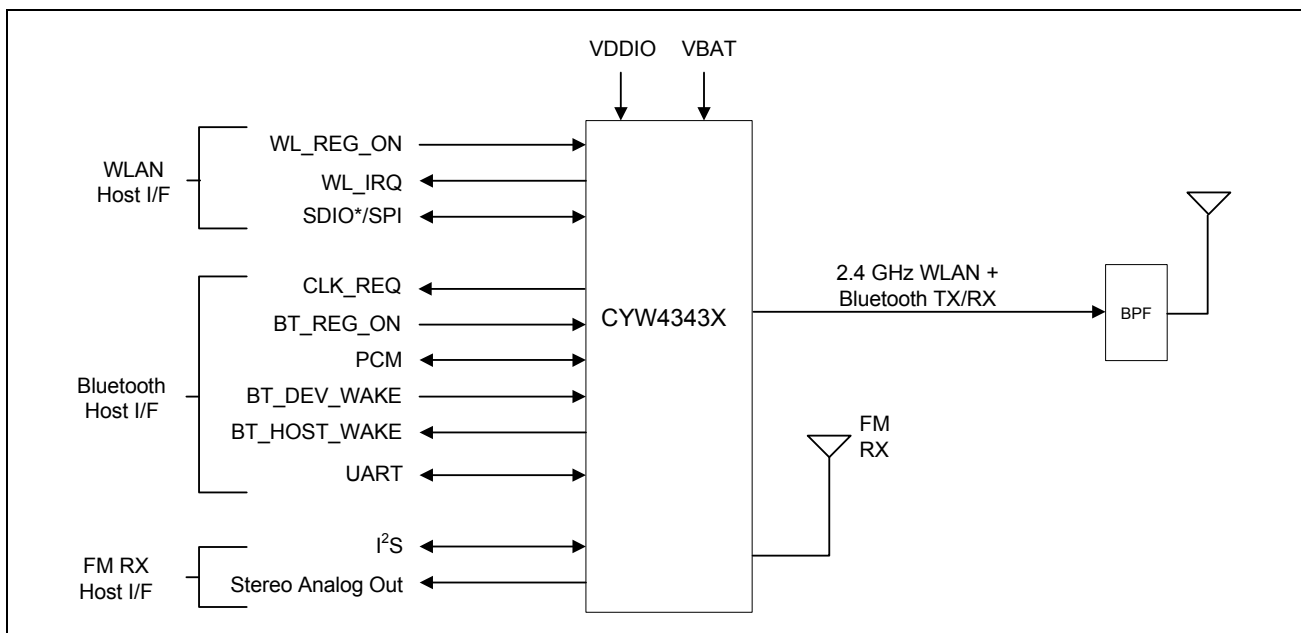 VDDIO VBAT
WLAN
Host I/F
WL_REG_ON
WL_IRQ
SDIO*/SPI
Bluetooth
Host I/F
CLK_REQ
BT_REG_ON
PCM
BT_DEV_WAKE
BT_HOST_WAKE
UART
FM RX
Host I/F
I²S
Stereo Analog Out
CYW4343X
2.4 GHz WLAN +
Bluetooth TX/RX
BPF
FM
RX